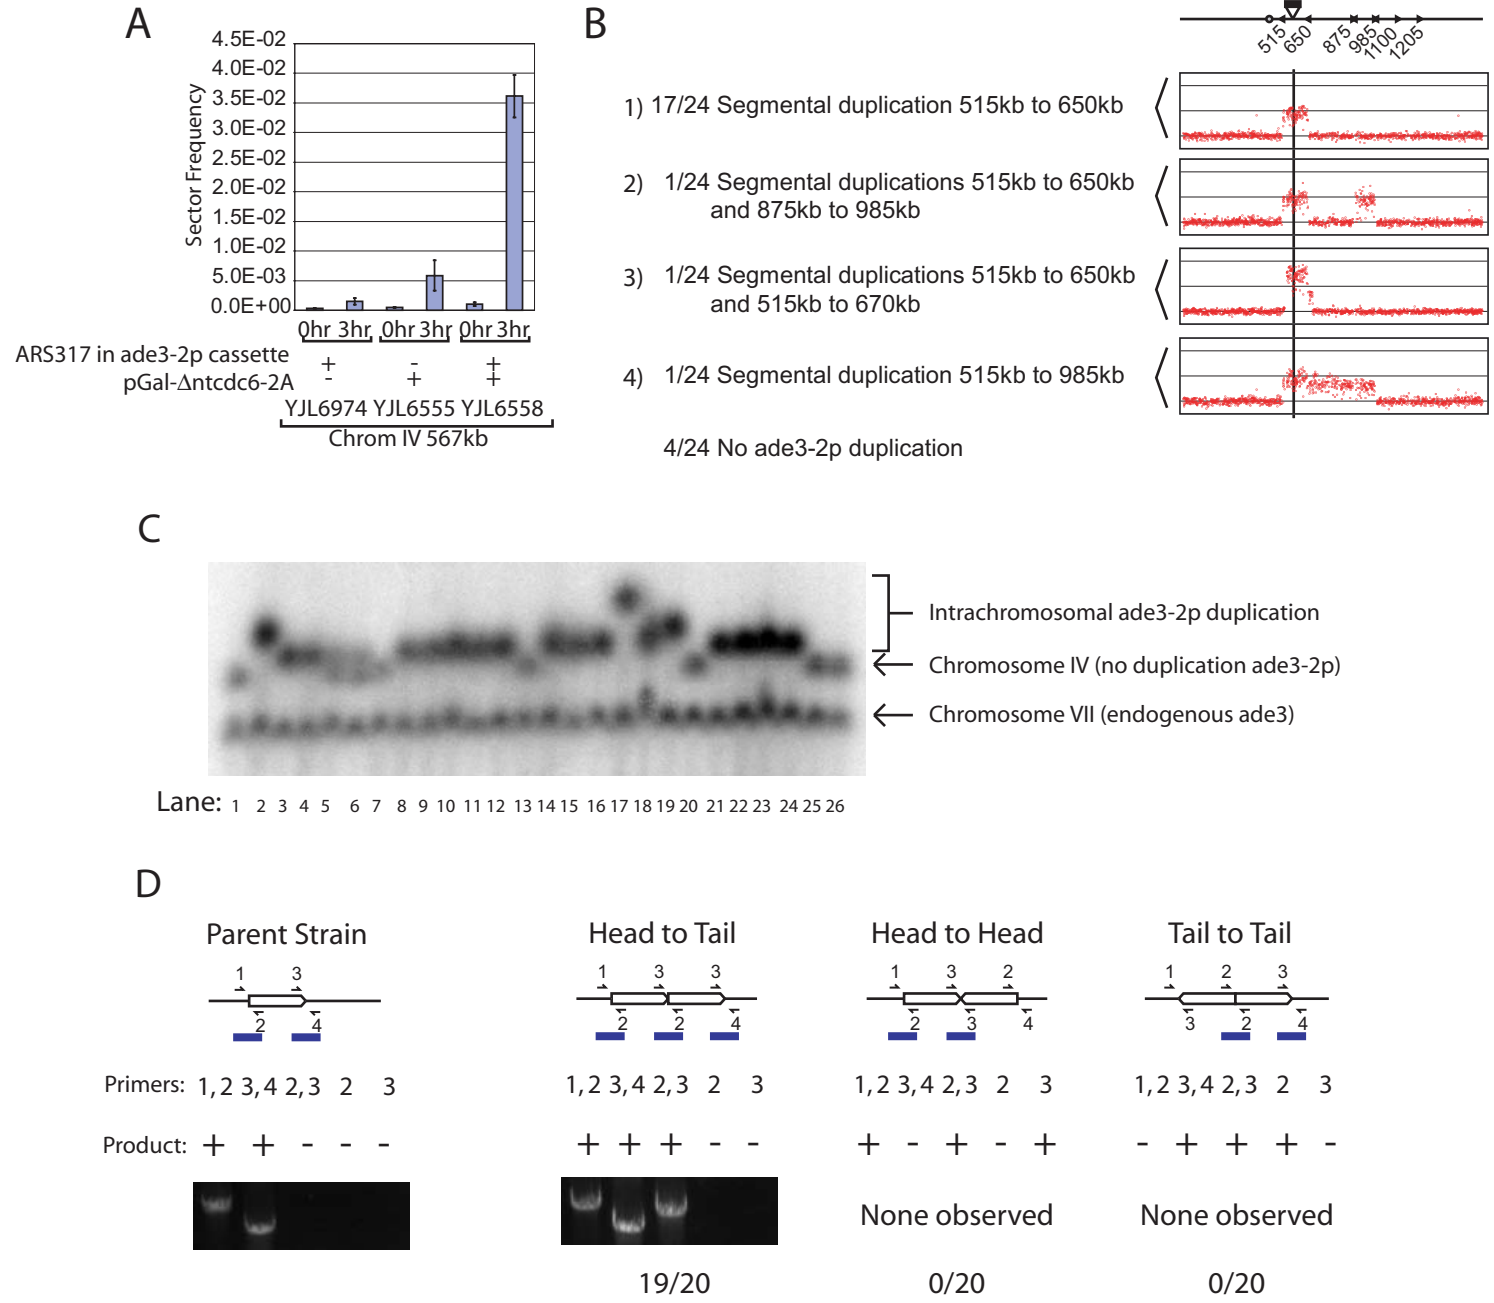 A
4.5E-02
4.0E-02
3.5E-02
3.0E-02
2.5E-02
2.0E-02
1.5E-02
1.0E-02
5.0E-03
0.0E+00
Sector Frequency
0hr 3hr 0hr 3hr 0hr 3hr
ARS317 in ade3-2p cassette + - +
pGal-Δntcdc6-2A - + +
YJL6974 YJL6555 YJL6558
Chrom IV 567kb
B
515 650 875 985 1100 1205
1) 17/24 Segmental duplication 515kb to 650kb
2) 1/24 Segmental duplications 515kb to 650kb
and 875kb to 985kb
3) 1/24 Segmental duplications 515kb to 650kb
and 515kb to 670kb
4) 1/24 Segmental duplication 515kb to 985kb
4/24 No ade3-2p duplication
C
Intrachromosomal ade3-2p duplication
Chromosome IV (no duplication ade3-2p)
Chromosome VII (endogenous ade3)
Lane: 1 2 3 4 5 6 7 8 9 10 11 12 13 14 15 16 17 18 19 20 21 22 23 24 25 26
D
Parent Strain
1 3
2 4
Primers: 1,2 3,4 2,3 2 3
Product: + + - - -
Head to Tail
1 3 3
2 2 4
1,2 3,4 2,3 2 3
+ + + - -
19/20
Head to Head
1 3 2
2 3 4
1,2 3,4 2,3 2 3
+ - + - +
None observed
0/20
Tail to Tail
1 2 3
3 2 4
1,2 3,4 2,3 2 3
- + + + -
None observed
0/20